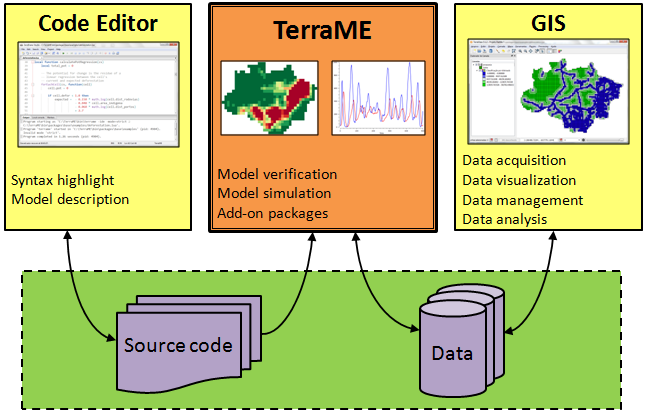 Code Editor
TerraME
GIS
Syntax highlight
Model description
Model verification
Model simulation
Add-on packages
Data acquisition
Data visualization
Data management
Data analysis
Source code
Data